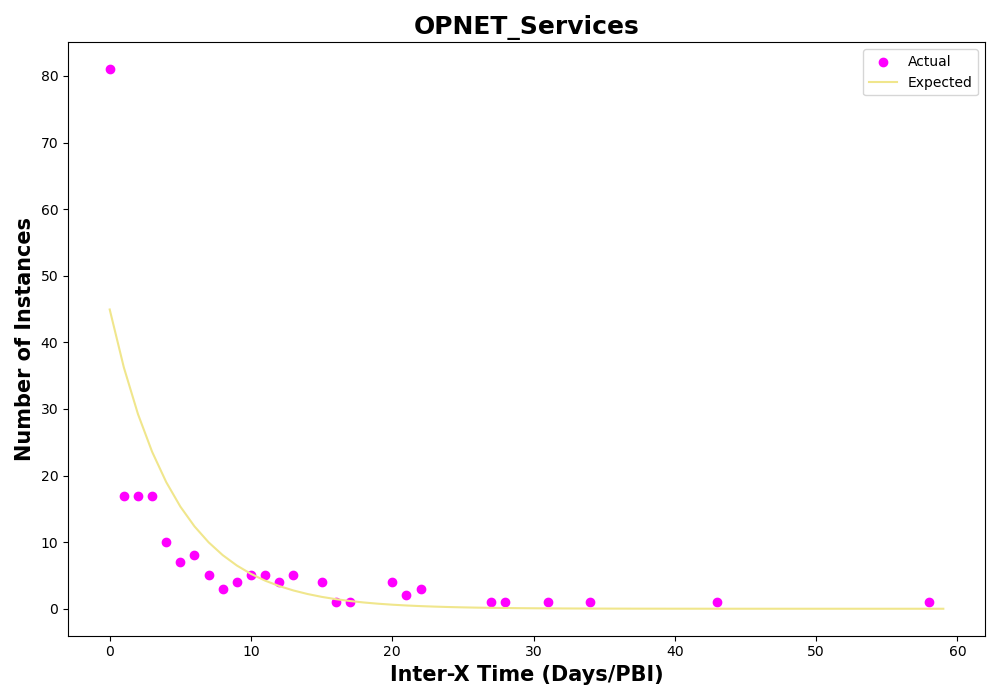 OPNET_Services
Actual
Expected
Number of Instances
80
70
60
50
40
30
20
10
0
0 10 20 30 40 50 60
Inter-X Time (Days/PBI)